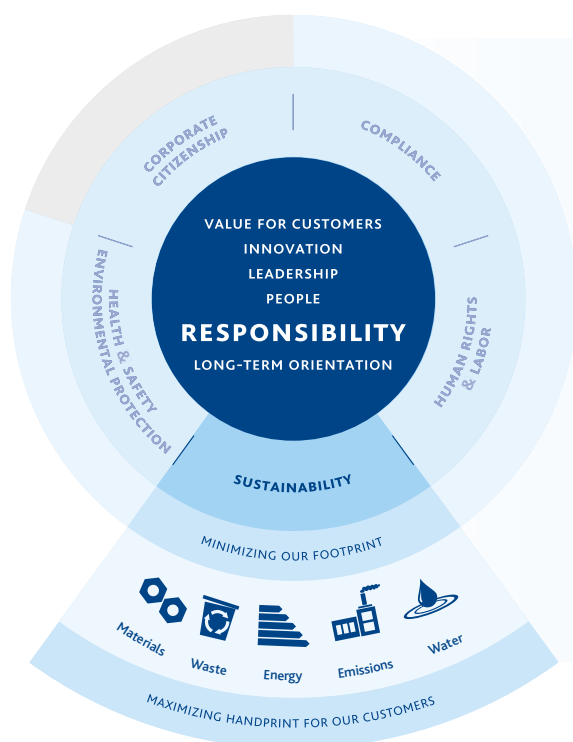 CORPORATE
CITIZENSHIP
COMPLIANCE
VALUE FOR CUSTOMERS
INNOVATION
LEADERSHIP
PEOPLE
RESPONSIBILITY
LONG-TERM ORIENTATION
HEALTH & SAFETY
ENVIRONMENTAL PROTECTION
HUMAN RIGHTS
& LABOR
SUSTAINABILITY
MINIMIZING OUR FOOTPRINT
Materials
Waste
Energy
Emissions
Water
MAXIMIZING HANDPRINT FOR OUR CUSTOMERS